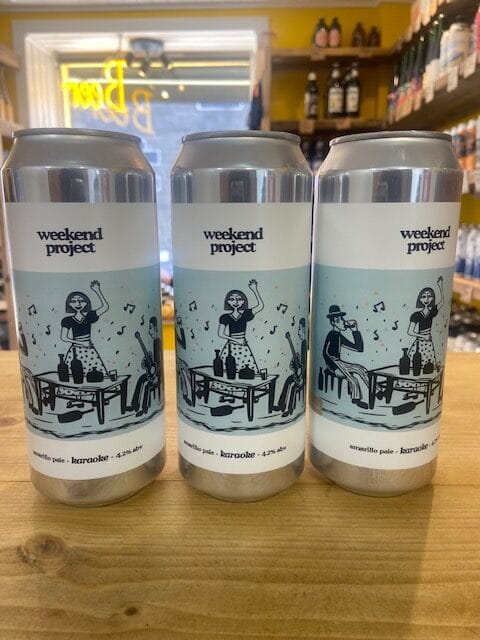 Beer
weekend
project
amarillo pale - karaoke - 4.2% abv
weekend
project
amarillo pale - karaoke - 4.2% abv
weekend
project
amarillo pale - karaoke - 4.